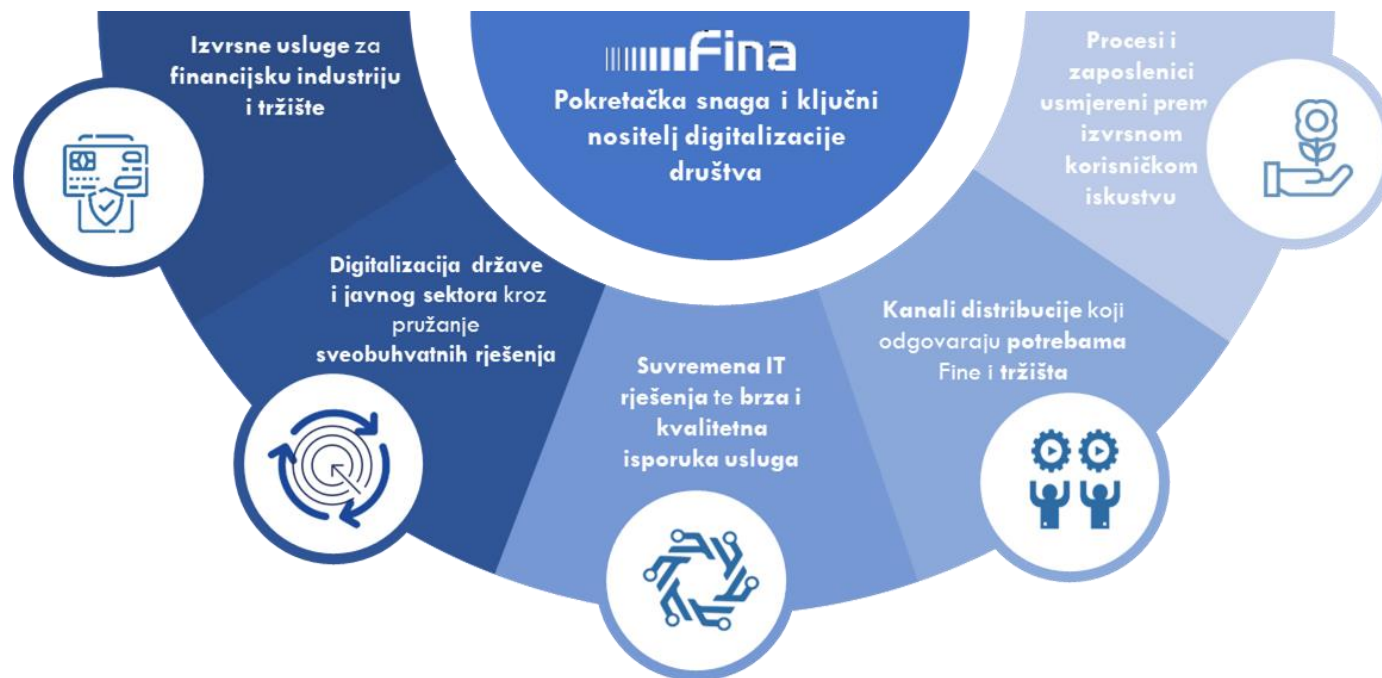 Fina
Pokretačka snaga i ključni
nositelj digitalizacije
društva
Izvrsne usluge za
financijsku industriju
i tržište
Digitalizacija države
i javnog sektora kroz
pružanje
sveobuhvatnih rješenja
Suvremena IT
rješenja te brza i
kvalitetna
isporuka usluga
Kanali distribucije koji
odgovaraju potrebama
Fine i tržišta
Procesi i
zaposlenici
usmjereni prem
izvrsnom
korisničkom
iskustvu